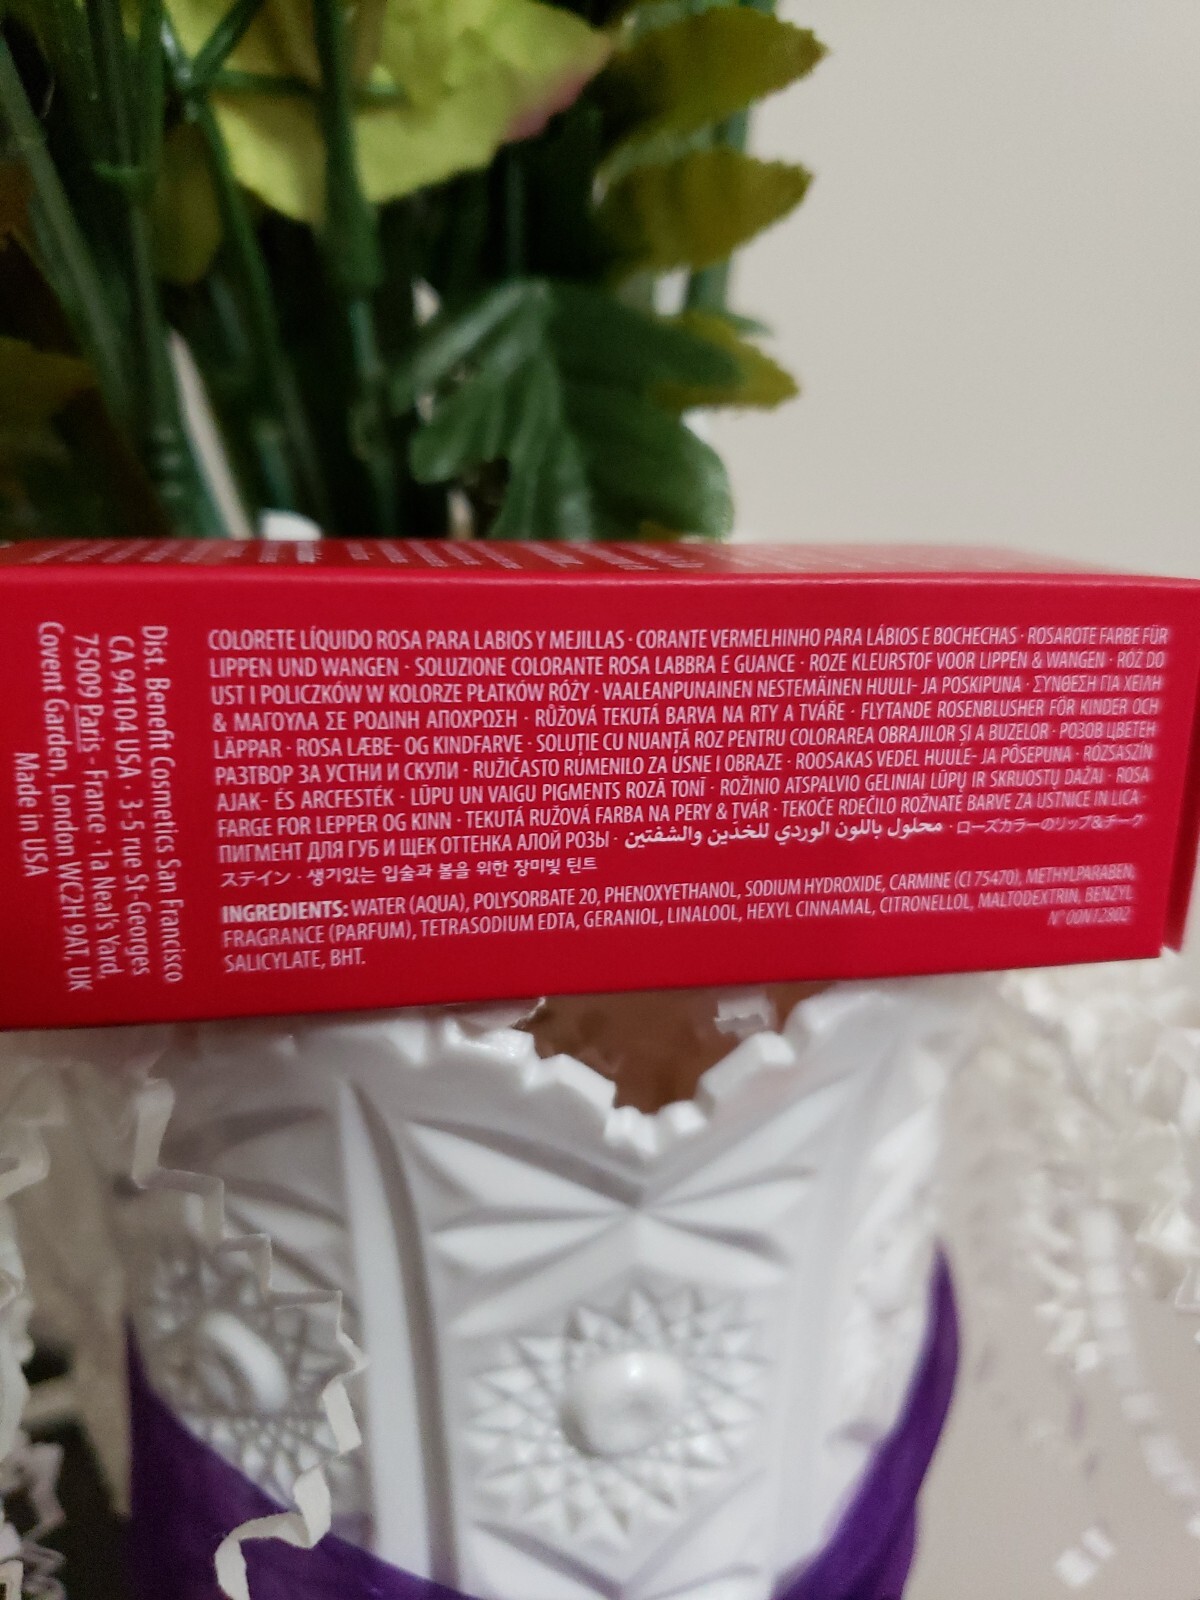 COLORETE LÍQUIDO ROSA PARA LABIOS Y MEJILLAS · CORANTE VERMELHINHO PARA LÁBIOS E BOCHECHAS · ROSAROTE FARBE FÜR
LIPPEN UND WANGEN · SOLUZIONE COLORANTE ROSA LABBRA E GUANCE · ROZE KLEURSTOF VOOR LIPPEN & WANGEN · RÓŻ DO
UST I POLICZKÓW W KOLORZE PŁATKÓW RÓŻY · VAALEANPUNAINEN NESTEMÄINEN HUULI- JA POSKIPUNA · ΣΥΝΘΕΣΗ ΓΙΑ ΧΕΙΛΗ
& ΜΑΓΟΥΛΑ ΣΕ ΡΟΔΙΝΗ ΑΠΟΧΡΩΣΗ · RŮŽOVÁ TEKUTÁ BARVA NA RTY A TVÁŘE · FLYTANDE ROSENBLUSHER FÖR KINDER OCH
LÄPPAR · ROSA LÆBE- OG KINDFARVE · SOLUȚIE CU NUANȚĂ ROZ PENTRU COLORAREA OBRAJILOR ȘI A BUZELOR · РОЗОВ ЦВЕТЕН
РАЗТВОР ЗА УСТНИ И СКУЛИ · RUŽIČASTO RUMENILO ZA USNE I OBRAZE · ROOSAKAS VEDEL HUULE- JA PÕSEPUNA · RÓZSASZÍN
AJAK- ÉS ARCFESTÉK · LŪPU UN VAIGU PIGMENTS ROZĀ TONĪ · ROŽINIO ATSPALVIO GELINIAI LŪPŲ IR SKRUOSTŲ DAŽAI · ROSA
FARGE FOR LEPPER OG KINN · TEKUTÁ RUŽOVÁ FARBA NA PERY & TVÁR · TEKOČE RDEČILO ROŽNATE BARVE ZA USTNICE IN LICA ·
ПИГМЕНТ ДЛЯ ГУБ И ЩЕК ОТТЕНКА АЛОЙ РОЗЫ · محلول باللون الوردي للخدّين والشفتين · ローズカラーのリップ&チーク
ステイン · 생기있는 입술과 볼을 위한 장미빛 틴트
INGREDIENTS: WATER (AQUA), POLYSORBATE 20, PHENOXYETHANOL, SODIUM HYDROXIDE, CARMINE (CI 75470), METHYLPARABEN,
FRAGRANCE (PARFUM), TETRASODIUM EDTA, GERANIOL, LINALOOL, HEXYL CINNAMAL, CITRONELLOL, MALTODEXTRIN, BENZYL
SALICYLATE, BHT.
N° 00N12802
Dist. Benefit Cosmetics San Francisco
CA 94104 USA · 3-5 rue St-Georges
75009 Paris - France · 1a Neal's Yard,
Covent Garden, London WC2H 9AT, UK
Made in USA